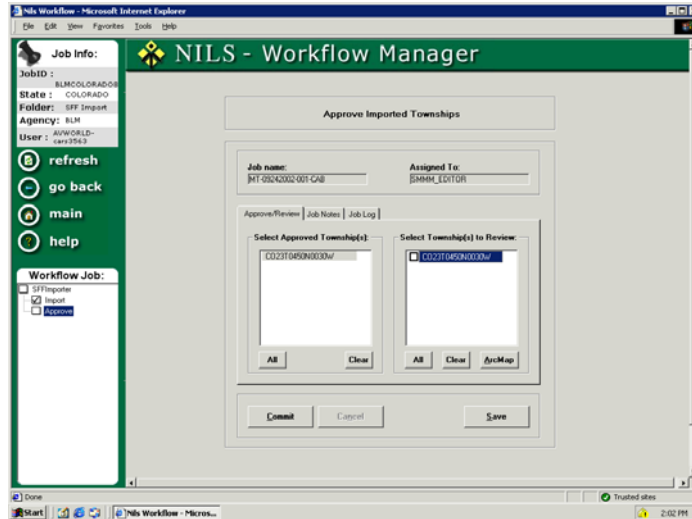 Nils Workflow - Microsoft Internet Explorer
File Edit View Favorites Tools Help
Job Info:
JobID :
BLMCOLORADO8
State : COLORADO
Folder: SFF Import
Agency: BLM
User : AVWORLD-cars3563
refresh
go back
main
help
Workflow Job:
SFFImporter
Import
Approve
NILS - Workflow Manager
Approve Imported Townships
Job name:
MT-09242002-001-CAB
Assigned To:
SMMM_EDITOR
Approve/Review Job Notes Job Log
Select Approved Township(s):
CO23T0450N0030W
All Clear
Select Township(s) to Review:
CO23T0450N0030W
All Clear ArcMap
Commit Cancel Save
Done
Trusted sites
Start
Nils Workflow - Micros...
2:02 PM